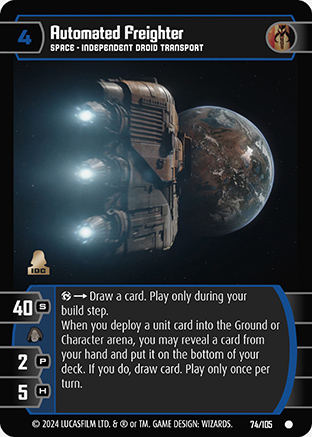 4 Automated Freighter
SPACE • INDEPENDENT DROID TRANSPORT
IDC
40 S
2 P
5 H
→ Draw a card. Play only during your
build step.
When you deploy a unit card into the Ground or
Character arena, you may reveal a card from
your hand and put it on the bottom of your
deck. If you do, draw card. Play only once per
turn.
© 2024 LUCASFILM LTD. & ® or TM. GAME DESIGN: WIZARDS. 74/105